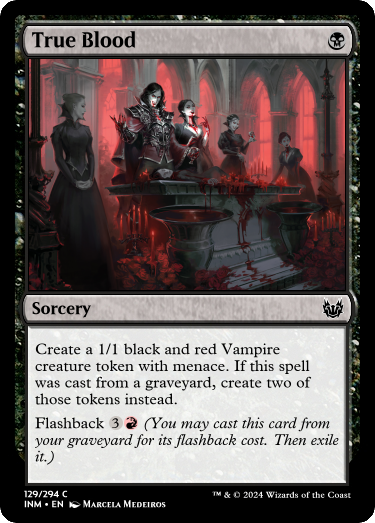 True Blood
Sorcery
Create a 1/1 black and red Vampire
creature token with menace. If this spell
was cast from a graveyard, create two of
those tokens instead.
Flashback 3 (You may cast this card from
your graveyard for its flashback cost. Then exile
it.)
129/294 C
INM • EN Marcela Medeiros
™ & © 2024 Wizards of the Coast